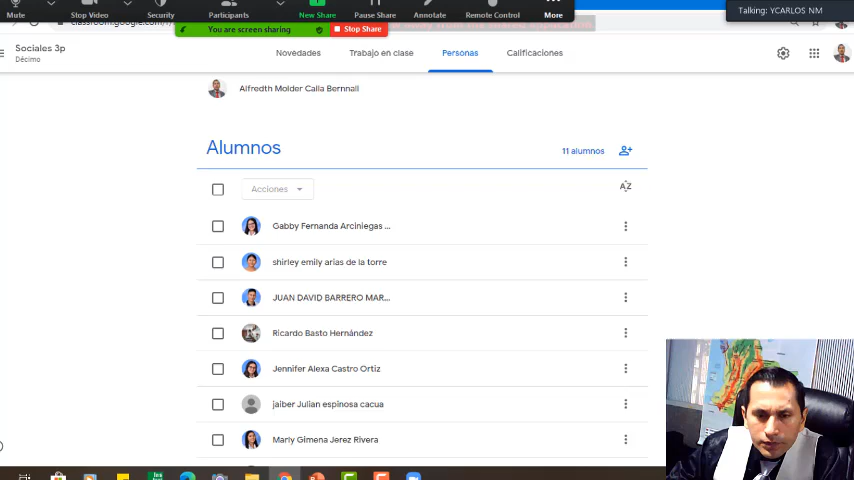 Mute
Stop Video
Security
Participants
New Share
Pause Share
Annotate
Remote Control
More
Talking: YCARLOS NM
You are screen sharing
Stop Share
Sociales 3p
Décimo
Novedades
Trabajo en clase
Personas
Calificaciones
Alfredth Molder Calla Bernnall
Alumnos
11 alumnos
Acciones
AZ
Gabby Fernanda Arciniegas ...
shirley emily arias de la torre
JUAN DAVID BARRERO MAR...
Ricardo Basto Hernández
Jennifer Alexa Castro Ortiz
jaiber Julian espinosa cacua
Marly Gimena Jerez Rivera